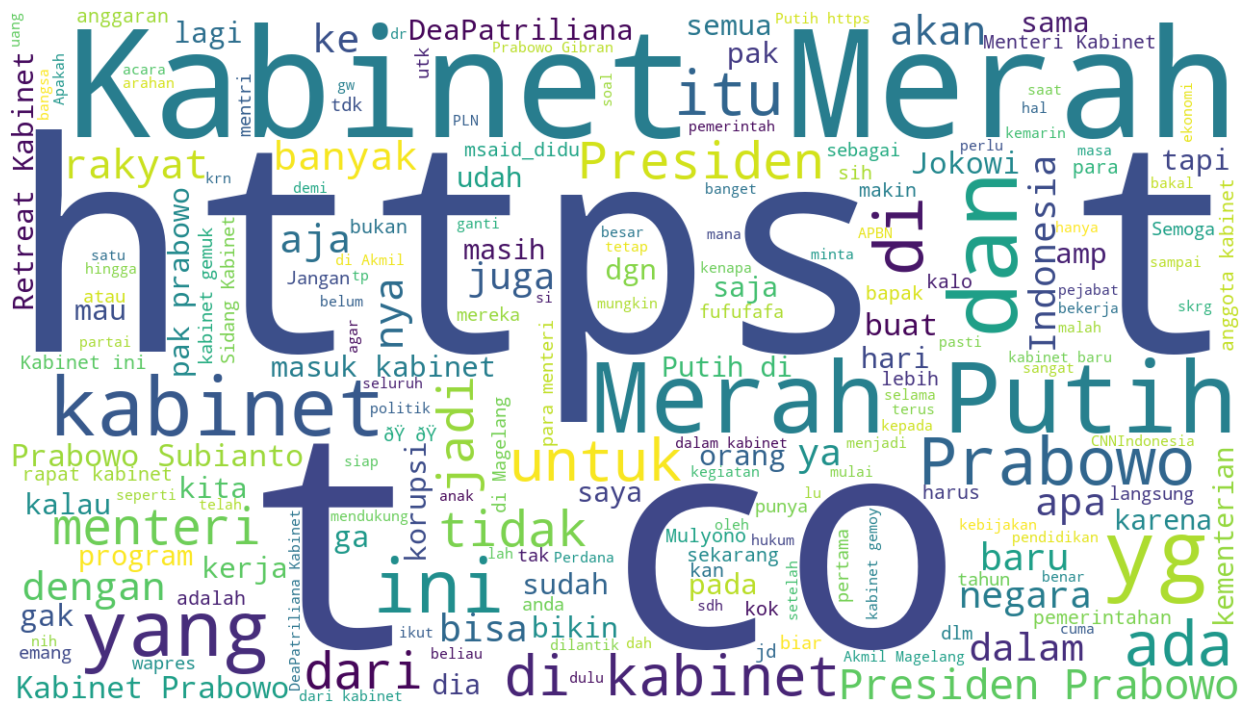 Kabinet Merah
https t
t co
Merah Putih
kabinet
Prabowo
yang
yg
di kabinet
dan
ini
untuk
tidak
ada
menteri
Presiden
Presiden Prabowo
itu
di
jadi
dari
dalam
bisa
dengan
baru
negara
apa
akan
ke
banyak
rakyat
aja
juga
nya
Indonesia
DeaPatriliana
Jokowi
tapi
sama
semua
pak
lagi
anggaran
uang
dr
Prabowo Gibran
utk
Putih https
Menteri Kabinet
acara
arahan
Apakah
bangsa
mentri
gw
tdk
PLN
soal
pemerintah
saat
hal
kemarin
ekonomi
Retreat Kabinet
msaid_didu
udah
sebagai
sih
perlu
masa
para
krn
demi
banget
makin
bakal
hanya
bukan
ganti
besar
tetap
mana
APBN
Semoga
satu
hingga
di Akmil
masih
dgn
kenapa
minta
kalo
amp
sampai
pejabat
bekerja
skrg
Jangan
tp
saja
bapak
atau
mau
belum
si
mungkin
fufufafa
buat
malah
partai
pak prabowo
kabinet gemuk
Sidang Kabinet
agar
mereka
pasti
anggota kabinet
Kabinet ini
masuk kabinet
para menteri
Putih di
hari
lebih
kabinet baru
sangat
seluruh
selama
terus
politik
kepada
ðŸ ðŸ
dalam kabinet
orang
ya
menjadi
CNNIndonesia
Prabowo Subianto
siap
korupsi
di Magelang
kegiatan
mulai
rapat kabinet
kita
seperti
telah
kalau
anak
saya
punya
lu
harus
langsung
karena
kementerian
mendukung
oleh
Mulyono
hukum
kebijakan
pendidikan
program
kerja
ga
lah
tak
Perdana
sekarang
kan
pada
sdh
kok
setelah
pertama
kabinet gemoy
tahun
benar
sudah
adalah
anda
pemerintahan
gak
nih
emang
wapres
DeaPatriliana Kabinet
ikut
bikin
dilantik
dah
biar
jd
dlm
cuma
Akmil Magelang
Kabinet Prabowo
dari kabinet
dia
beliau
dulu